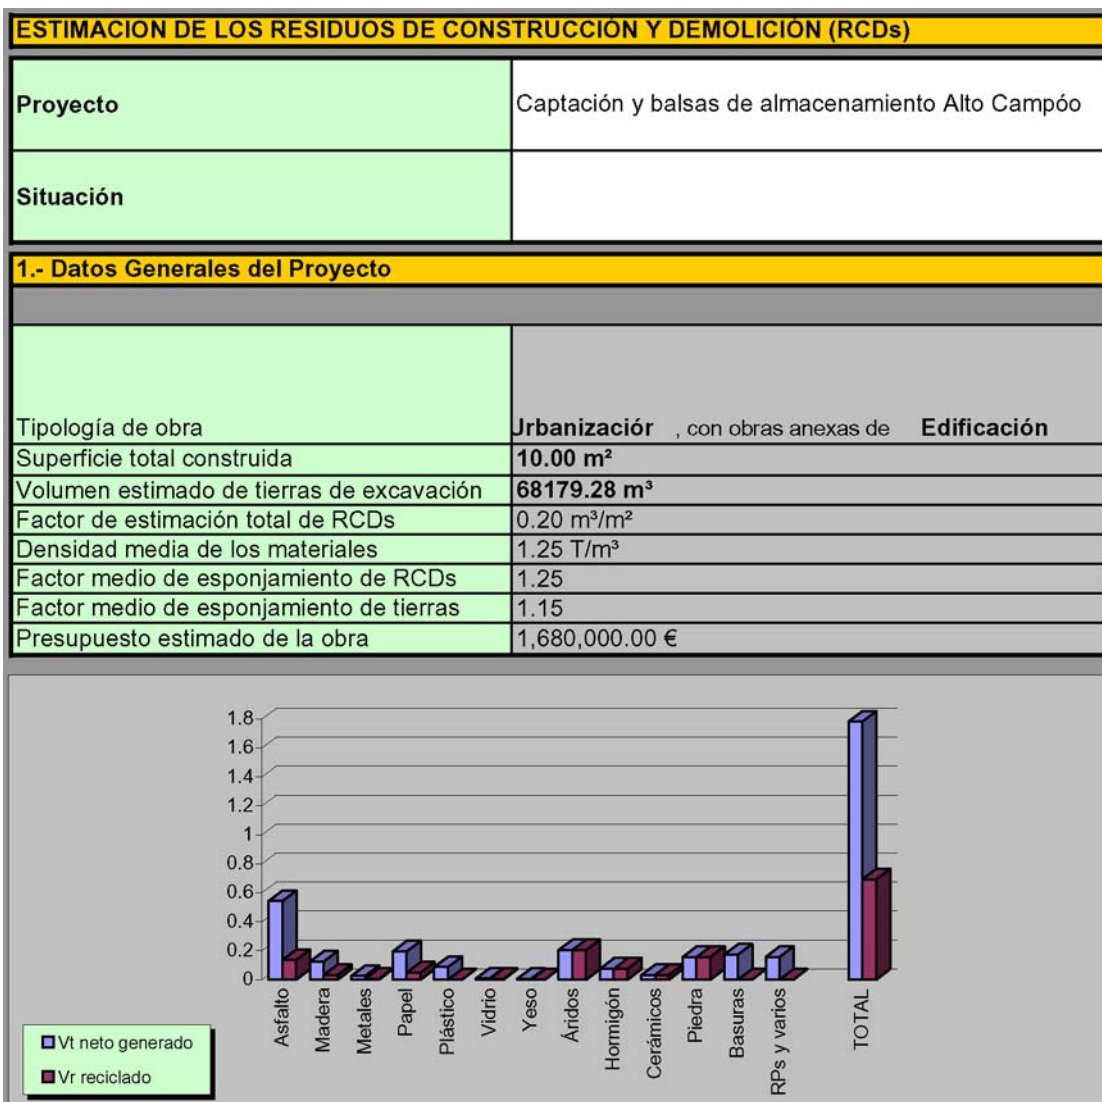 ESTIMACION DE LOS RESIDUOS DE CONSTRUCCIÓN Y DEMOLICIÓN (RCDs)
Proyecto Captación y balsas de almacenamiento Alto Campóo
Situación
1.- Datos Generales del Proyecto
Tipología de obra Urbanizaciór , con obras anexas de Edificación
Superficie total construida 10.00 m²
Volumen estimado de tierras de excavación 68179.28 m³
Factor de estimación total de RCDs 0.20 m³/m²
Densidad media de los materiales 1.25 T/m³
Factor medio de esponjamiento de RCDs 1.25
Factor medio de esponjamiento de tierras 1.15
Presupuesto estimado de la obra 1,680,000.00 €
1.8
1.6
1.4
1.2
1
0.8
0.6
0.4
0.2
0
Asfalto
Madera
Metales
Papel
Plástico
Vidrio
Yeso
Áridos
Hormigón
Cerámicos
Piedra
Basuras
RPs y varios
TOTAL
Vt neto generado
Vr reciclado